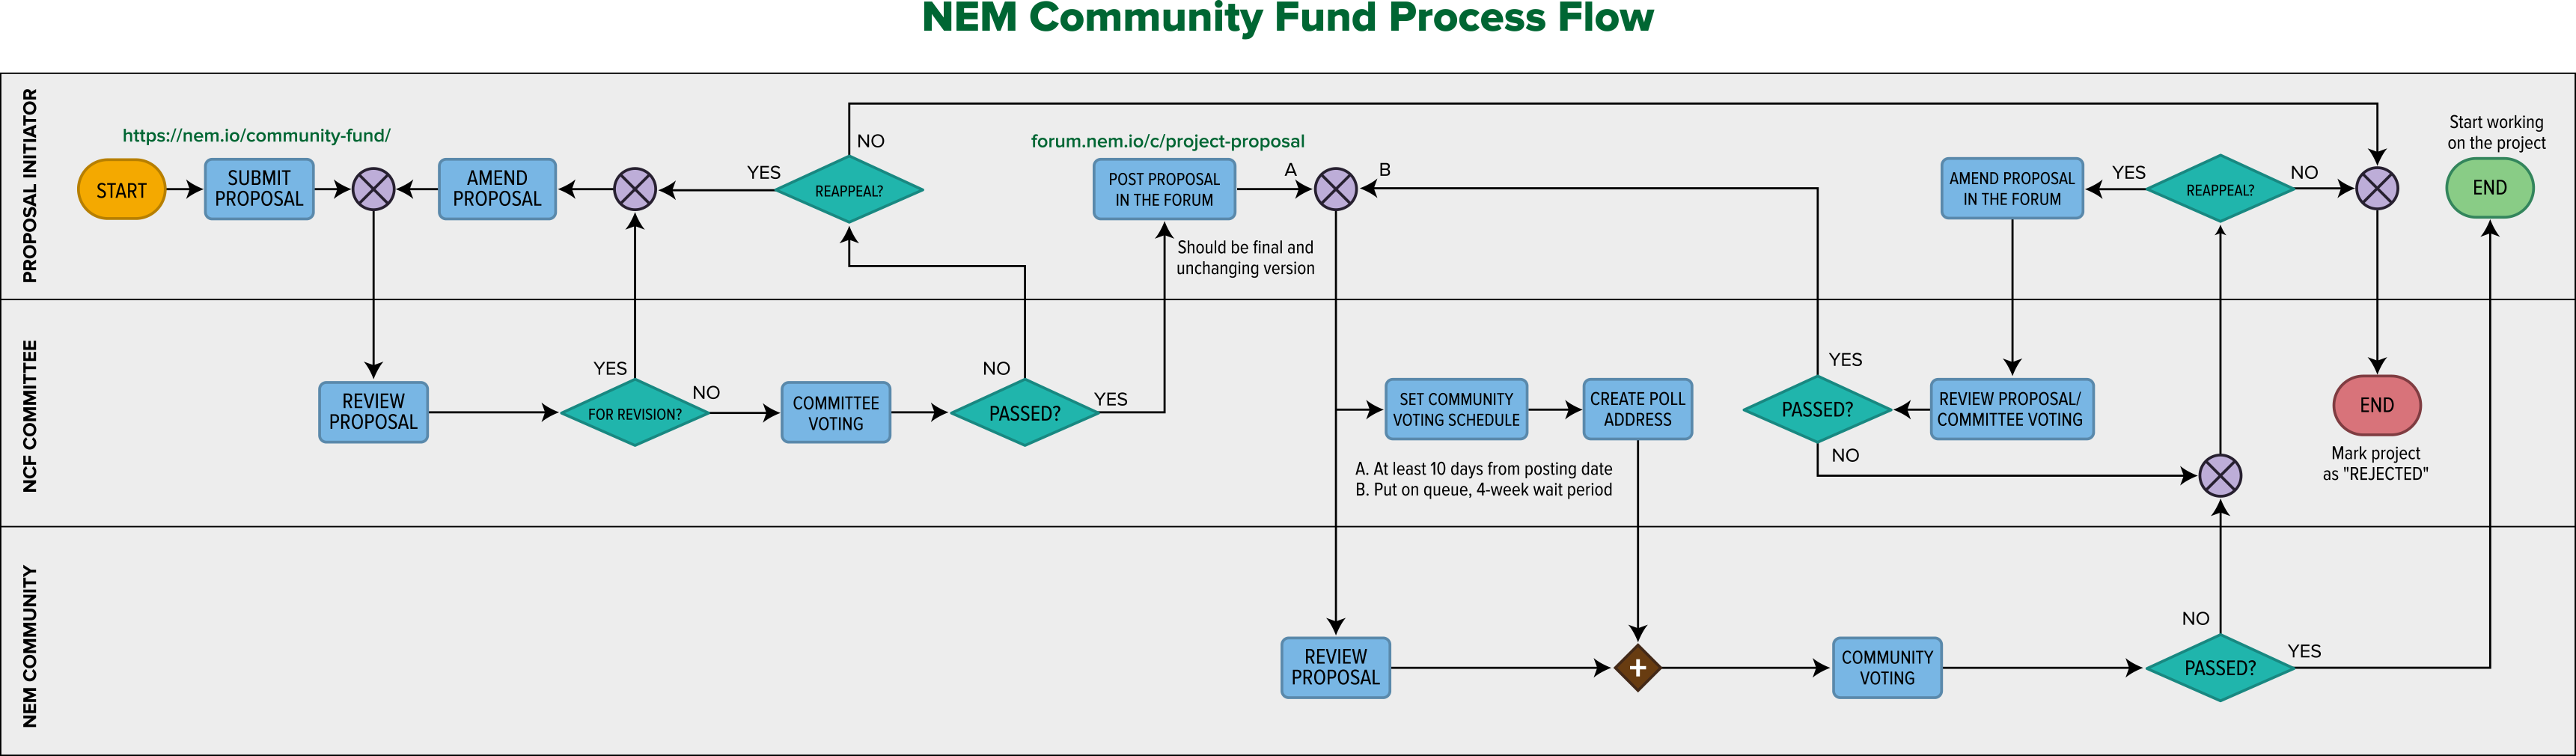 NEM Community Fund Process Flow
PROPOSAL INITIATOR
https://nem.io/community-fund/
START
SUBMIT
PROPOSAL
AMEND
PROPOSAL
YES
REAPPEAL?
NO
forum.nem.io/c/project-proposal
POST PROPOSAL
IN THE FORUM
Should be final and
unchanging version
A
B
AMEND PROPOSAL
IN THE FORUM
YES
REAPPEAL?
NO
Start working
on the project
END
NCF COMMITTEE
REVIEW
PROPOSAL
YES
FOR REVISION?
NO
COMMITTEE
VOTING
NO
PASSED?
YES
SET COMMUNITY
VOTING SCHEDULE
CREATE POLL
ADDRESS
A. At least 10 days from posting date
B. Put on queue, 4-week wait period
YES
PASSED?
NO
REVIEW PROPOSAL/
COMMITTEE VOTING
END
Mark project
as "REJECTED"
NEM COMMUNITY
REVIEW
PROPOSAL
+
COMMUNITY
VOTING
NO
PASSED?
YES